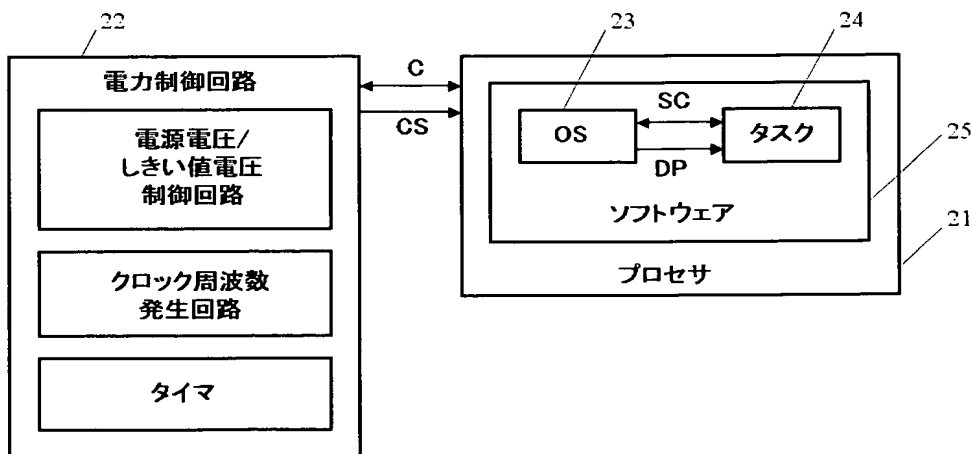 22
電力制御回路
電源電圧/
しきい値電圧
制御回路
クロック周波数
発生回路
タイマ
C
CS
23
24
OS
SC
DP
タスク
ソフトウェア
プロセサ
25
21